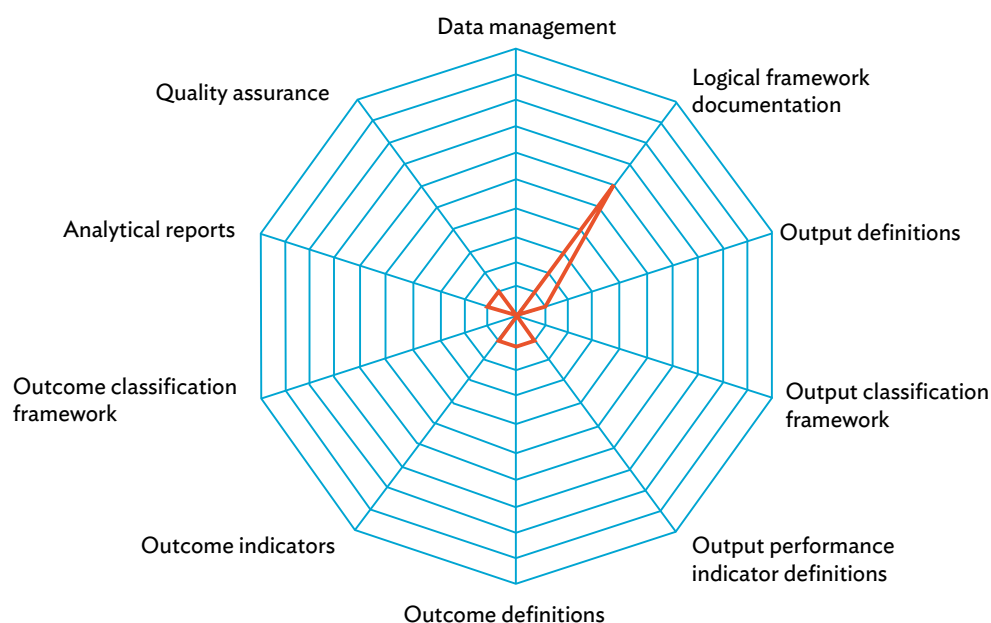 Data management
Logical framework
documentation
Quality assurance
Analytical reports
Output definitions
Outcome classification
framework
Output classification
framework
Outcome indicators
Output performance
indicator definitions
Outcome definitions